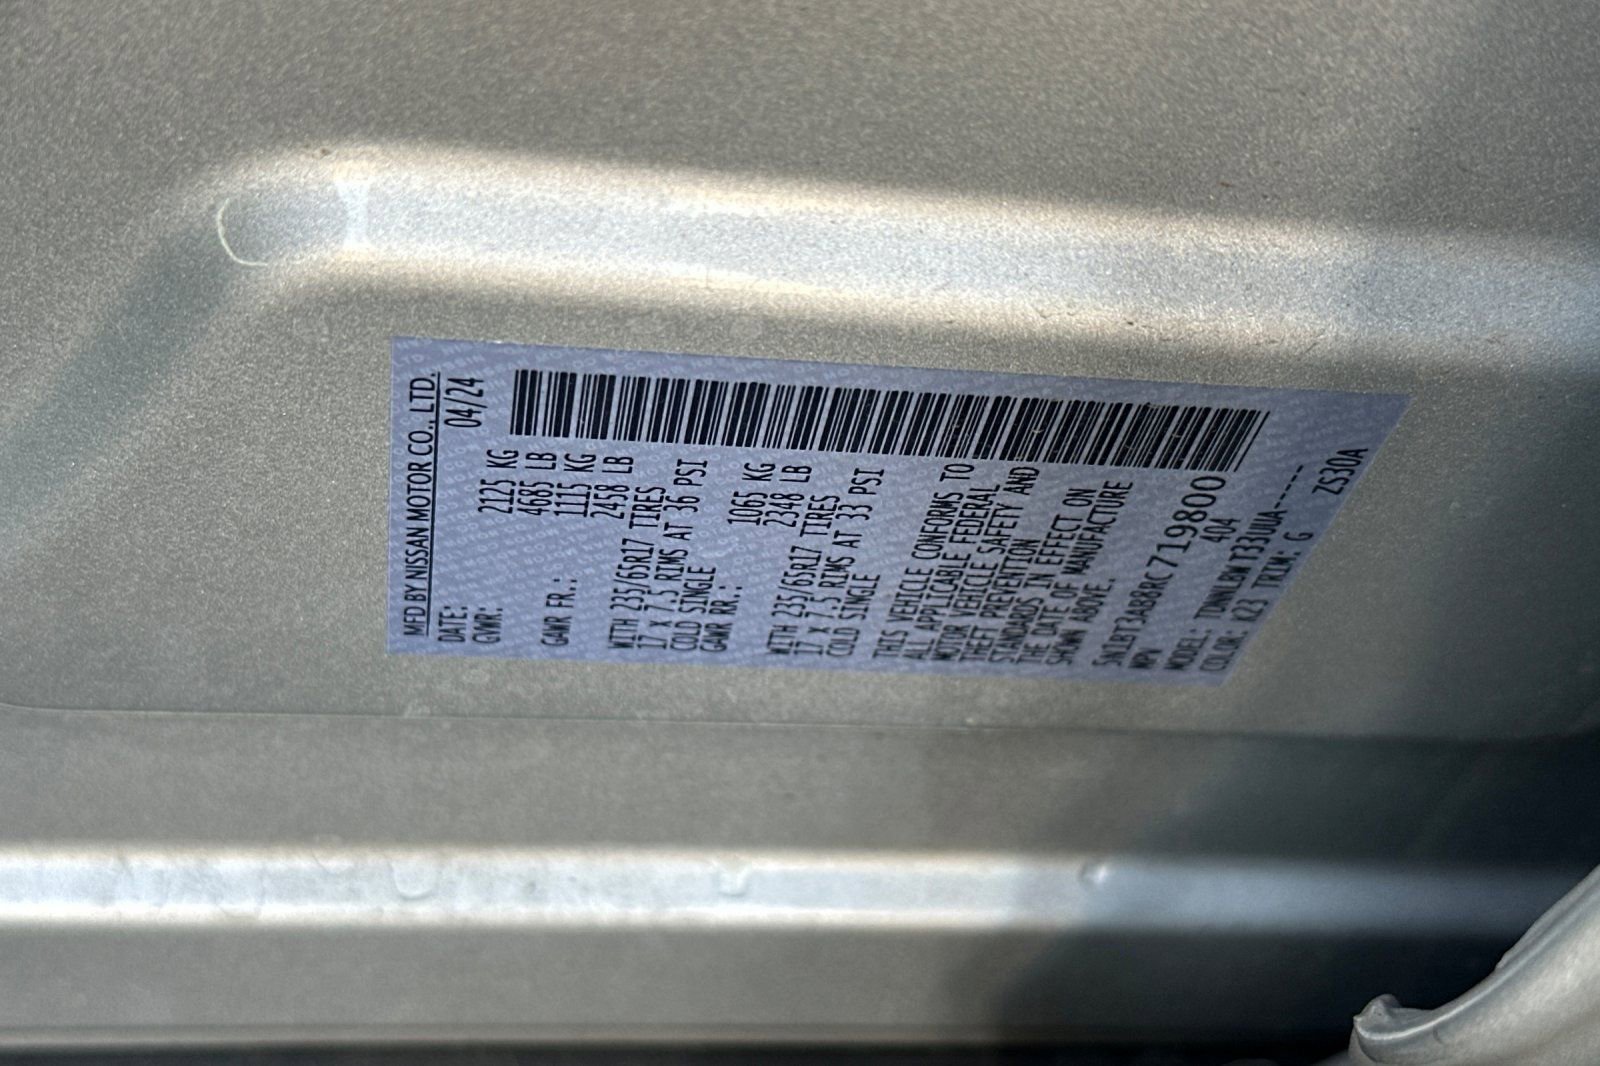 MFD BY NISSAN MOTOR CO., LTD.
DATE: 04/24
GVWR: 2125 KG
4685 LB
GAWR FR.: 1115 KG
2458 LB
WITH 235/65R17 TIRES
17 x 7.5 RIMS AT 36 PSI
COLD SINGLE
GAWR RR.: 1065 KG
2348 LB
WITH 235/65R17 TIRES
17 x 7.5 RIMS AT 33 PSI
COLD SINGLE
THIS VEHICLE CONFORMS TO
ALL APPLICABLE FEDERAL
MOTOR VEHICLE SAFETY AND
THEFT PREVENTION
STANDARDS IN EFFECT ON
THE DATE OF MANUFACTURE
SHOWN ABOVE.
5N1BT3AB8RC719800
MPV 404
MODEL: TDNNLBW T33UUA-----
COLOR: K23 TRIM: G ZS30A